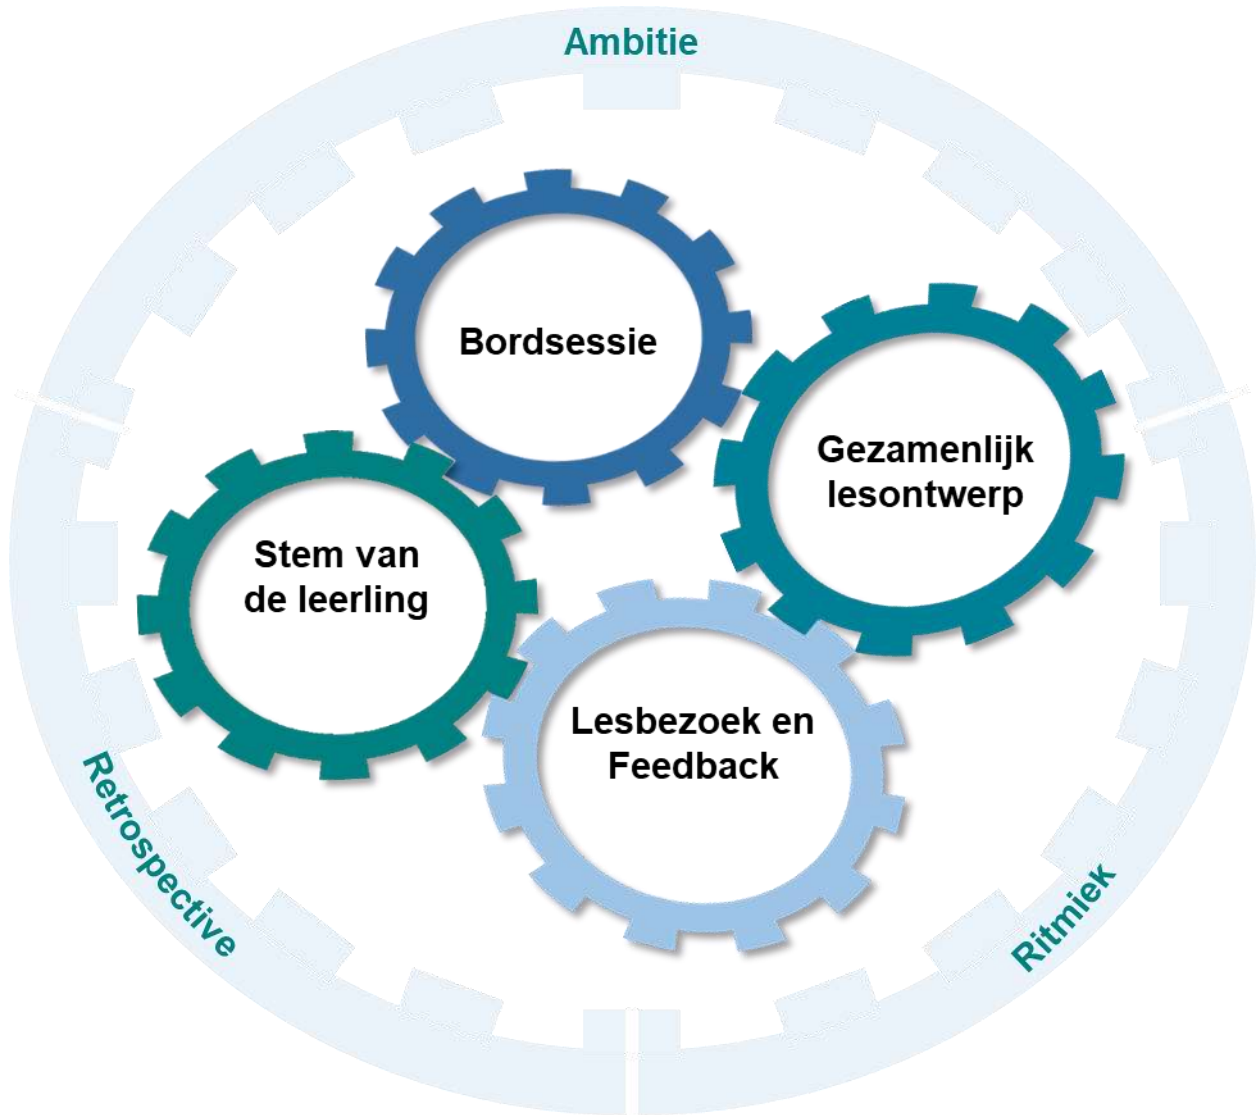 Ambitie
Bordsessie
Gezamenlijk
lesontwerp
Stem van
de leerling
Lesbezoek en
Feedback
Retrospective
Ritmiek